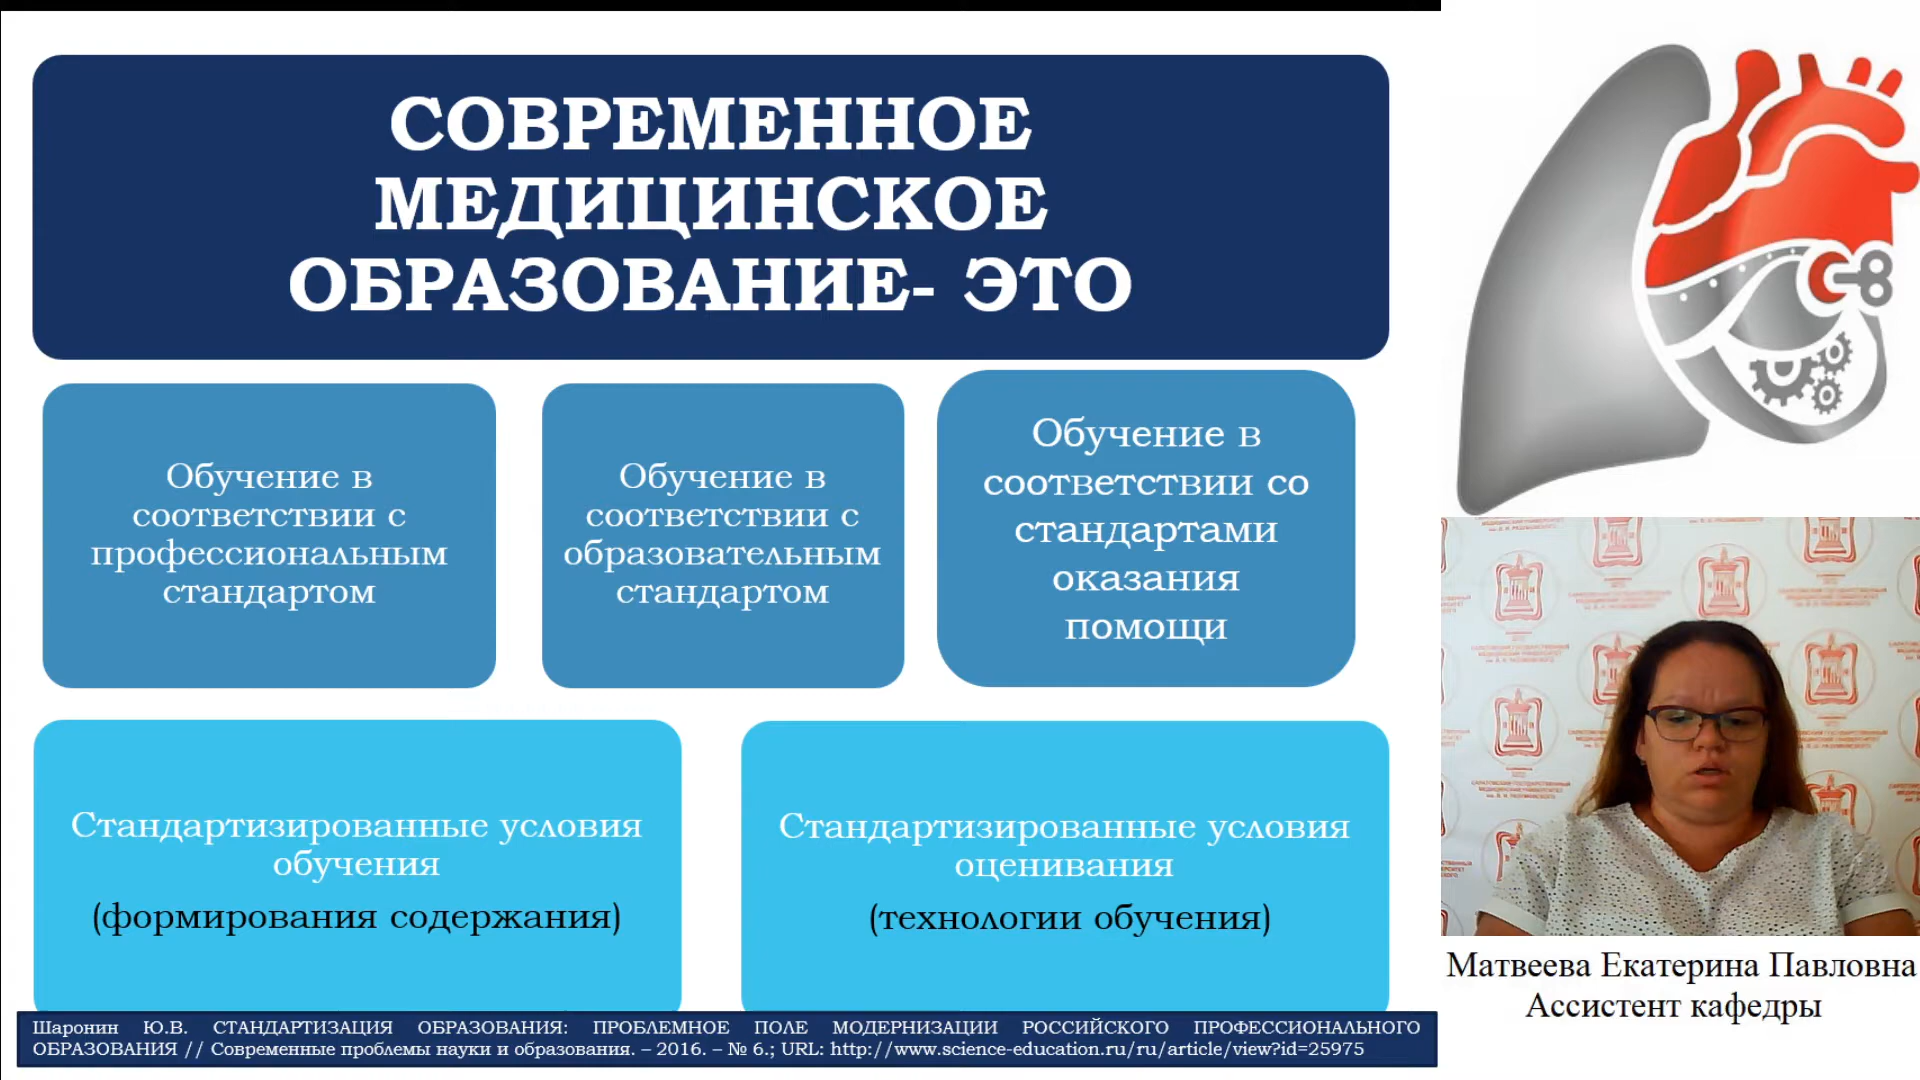 СОВРЕМЕННОЕ
МЕДИЦИНСКОЕ
ОБРАЗОВАНИЕ- ЭТО
Обучение в
соответствии с
профессиональным
стандартом
Обучение в
соответствии с
образовательным
стандартом
Обучение в
соответствии со
стандартами
оказания
помощи
Стандартизированные условия
обучения
(формирования содержания)
Стандартизированные условия
оценивания
(технологии обучения)
Шаронин Ю.В. СТАНДАРТИЗАЦИЯ ОБРАЗОВАНИЯ: ПРОБЛЕМНОЕ ПОЛЕ МОДЕРНИЗАЦИИ РОССИЙСКОГО ПРОФЕССИОНАЛЬНОГО
ОБРАЗОВАНИЯ // Современные проблемы науки и образования. – 2016. – № 6.; URL: http://www.science-education.ru/ru/article/view?id=25975
Матвеева Екатерина Павловна
Ассистент кафедры